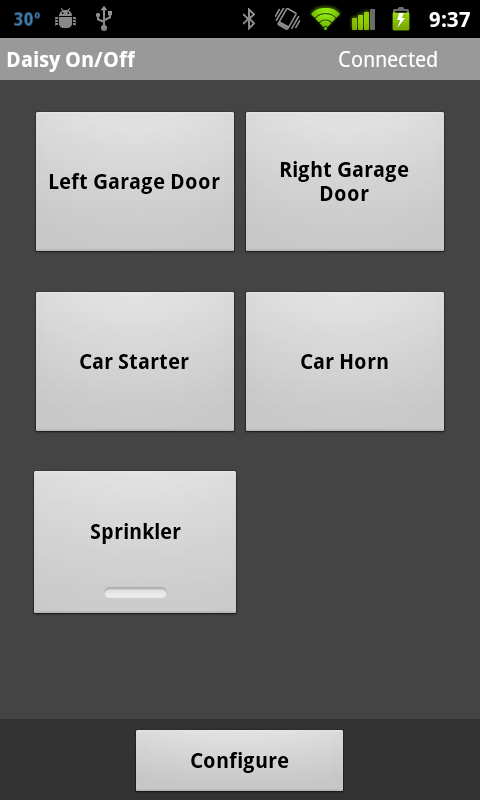 30° 9:37
Daisy On/Off Connected
Left Garage Door
Right Garage
Door
Car Starter
Car Horn
Sprinkler
Configure